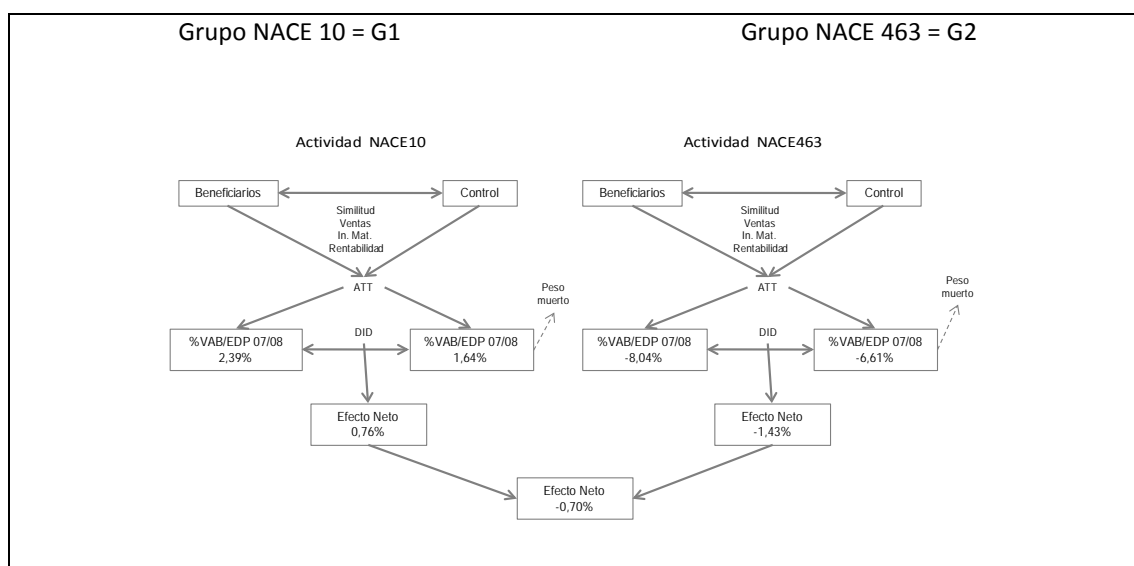 Grupo NACE 10 = G1
Grupo NACE 463 = G2
Actividad NACE10
Beneficiarios
Control
Similitud
Ventas
In. Mat.
Rentabilidad
ATT
Peso
muerto
%VAB/EDP 07/08
2,39%
DID
%VAB/EDP 07/08
1,64%
Efecto Neto
0,76%
Actividad NACE463
Beneficiarios
Control
Similitud
Ventas
In. Mat.
Rentabilidad
ATT
Peso
muerto
%VAB/EDP 07/08
-8,04%
DID
%VAB/EDP 07/08
-6,61%
Efecto Neto
-1,43%
Efecto Neto
-0,70%